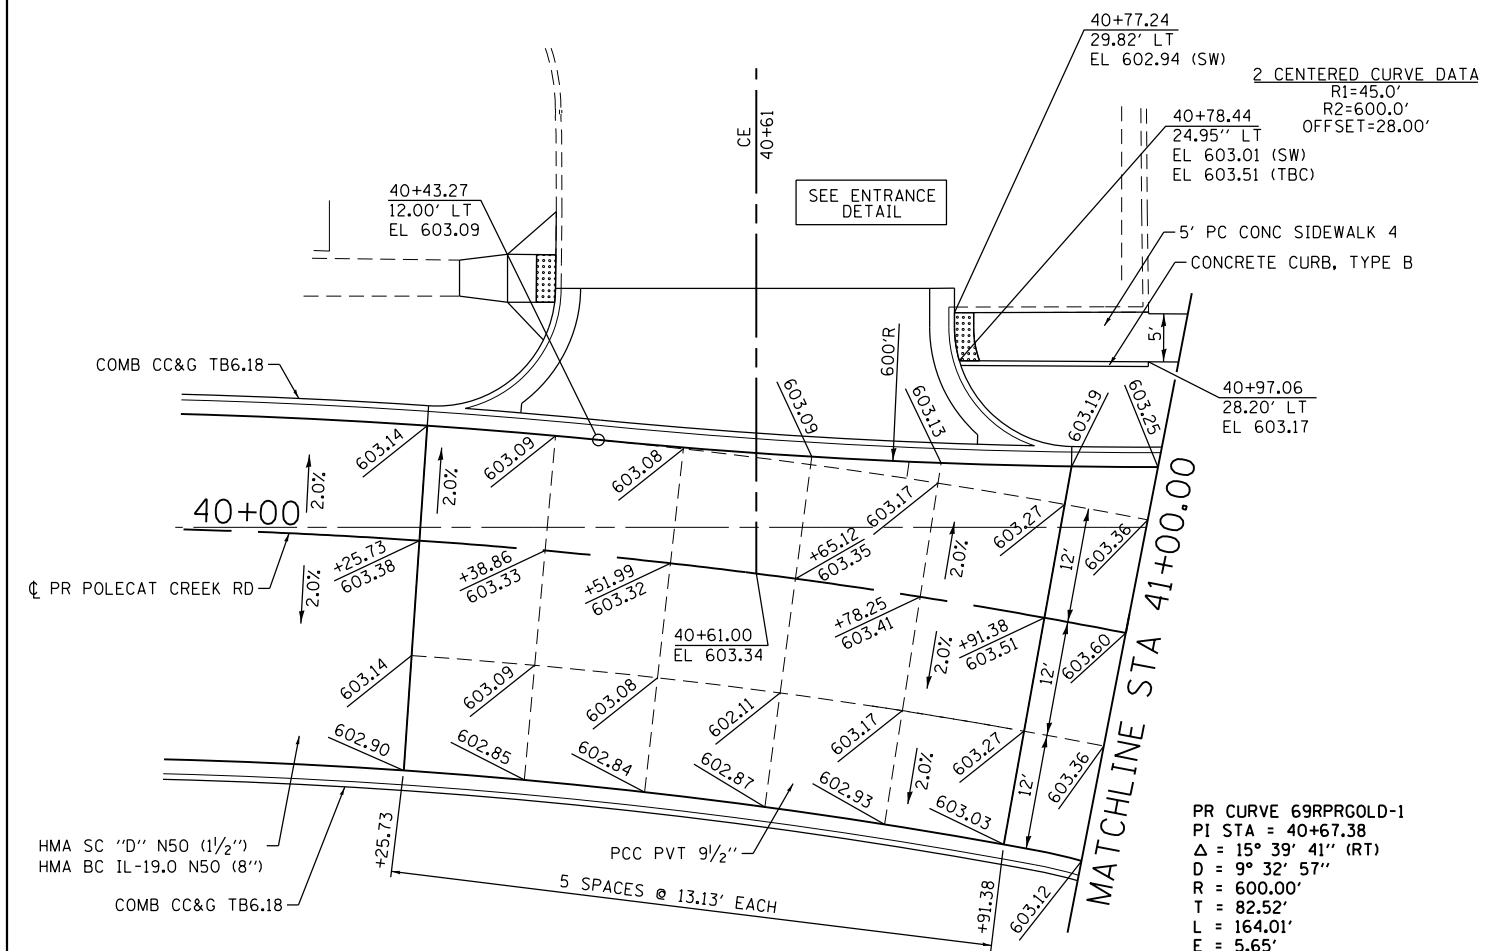 40+77.24
29.82' LT
EL 602.94 (SW)
2 CENTERED CURVE DATA
R1=45.0'
R2=600.0'
OFFSET=28.00'
40+78.44
24.95'' LT
EL 603.01 (SW)
EL 603.51 (TBC)
CE
40+61
40+43.27
12.00' LT
EL 603.09
SEE ENTRANCE
DETAIL
5' PC CONC SIDEWALK 4
CONCRETE CURB, TYPE B
5'
600'R
COMB CC&G TB6.18
40+97.06
28.20' LT
EL 603.17
603.09
603.13
603.19
603.25
603.14
603.09
603.08
2.0%
2.0%
40+00
603.17
603.27
603.36
12'
+25.73
603.38
+38.86
603.33
+51.99
603.32
+65.12
603.35
2.0%
℄ PR POLECAT CREEK RD
2.0%
+78.25
603.41
+91.38
603.51
603.60
40+61.00
EL 603.34
2.0%
12'
603.14
603.09
603.08
602.11
603.17
603.27
603.36
602.90
602.85
602.84
602.87
602.93
603.03
2.0%
12'
603.12
MATCHLINE STA 41+00.00
HMA SC "D" N50 (1½")
HMA BC IL-19.0 N50 (8'')
COMB CC&G TB6.18
+25.73
PCC PVT 9½''
5 SPACES @ 13.13' EACH
+91.38
PR CURVE 69RPRGOLD-1
PI STA = 40+67.38
Δ = 15° 39' 41'' (RT)
D = 9° 32' 57''
R = 600.00'
T = 82.52'
L = 164.01'
E = 5.65'